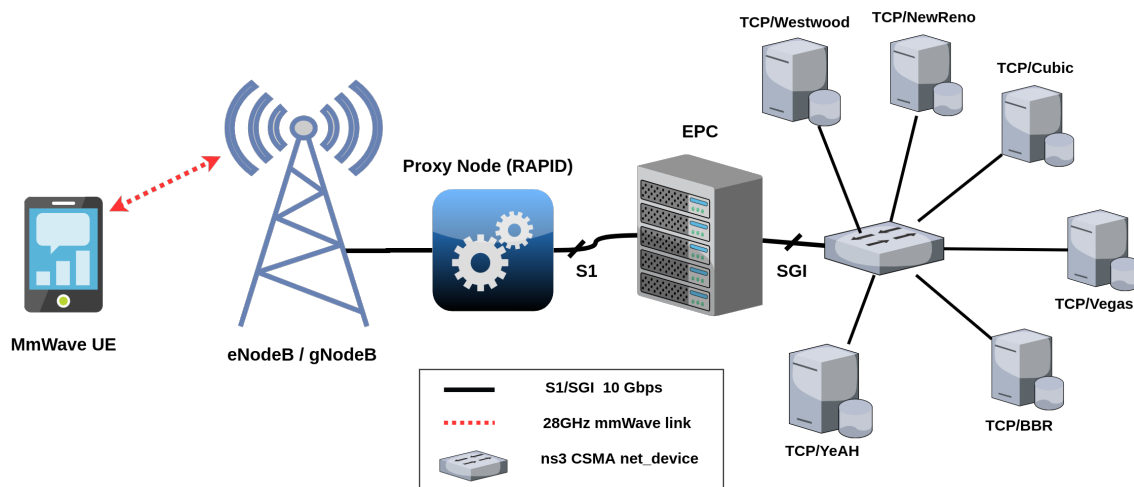 TCP/Westwood
TCP/NewReno
TCP/Cubic
EPC
Proxy Node (RAPID)
S1
SGI
TCP/Vegas
MmWave UE
eNodeB / gNodeB
TCP/BBR
TCP/YeAH
S1/SGI 10 Gbps
28GHz mmWave link
ns3 CSMA net_device